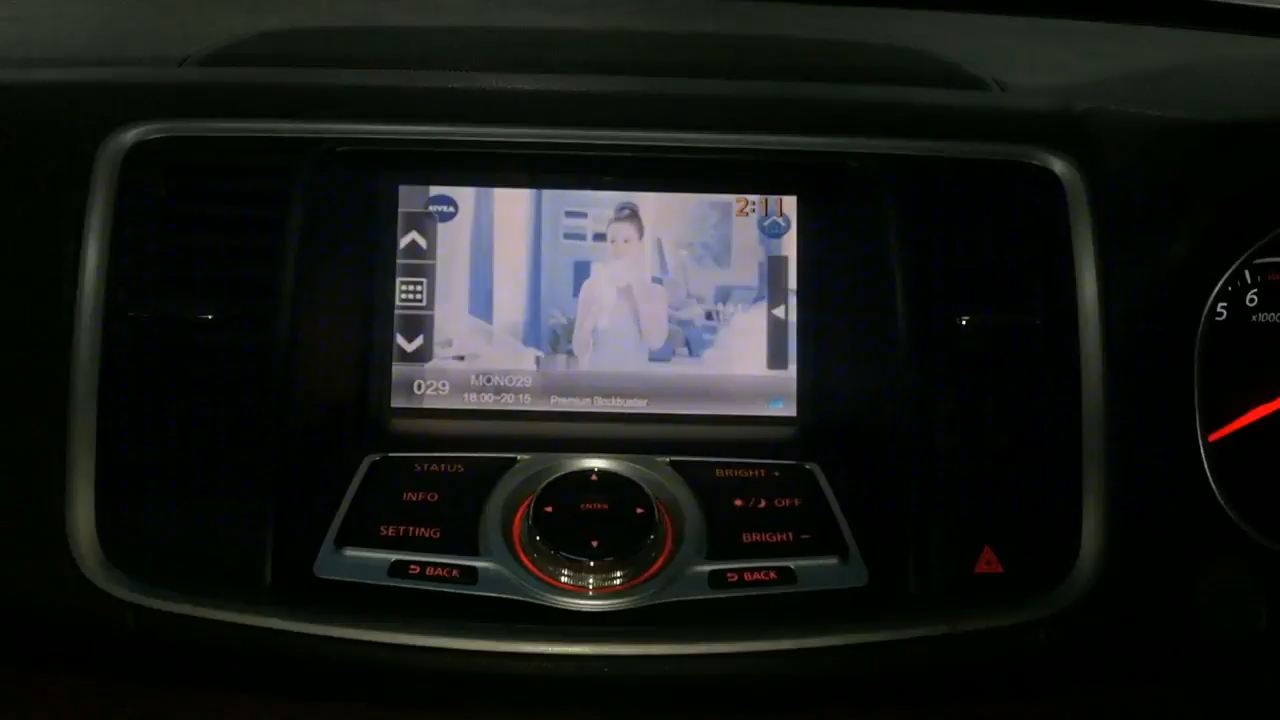 NIVEA
2:11
029
MONO29
18:00~20:15
Premium Blockbuster
STATUS
INFO
SETTING
BACK
ENTER
BRIGHT +
/ OFF
BRIGHT −
BACK
5
6
x1000